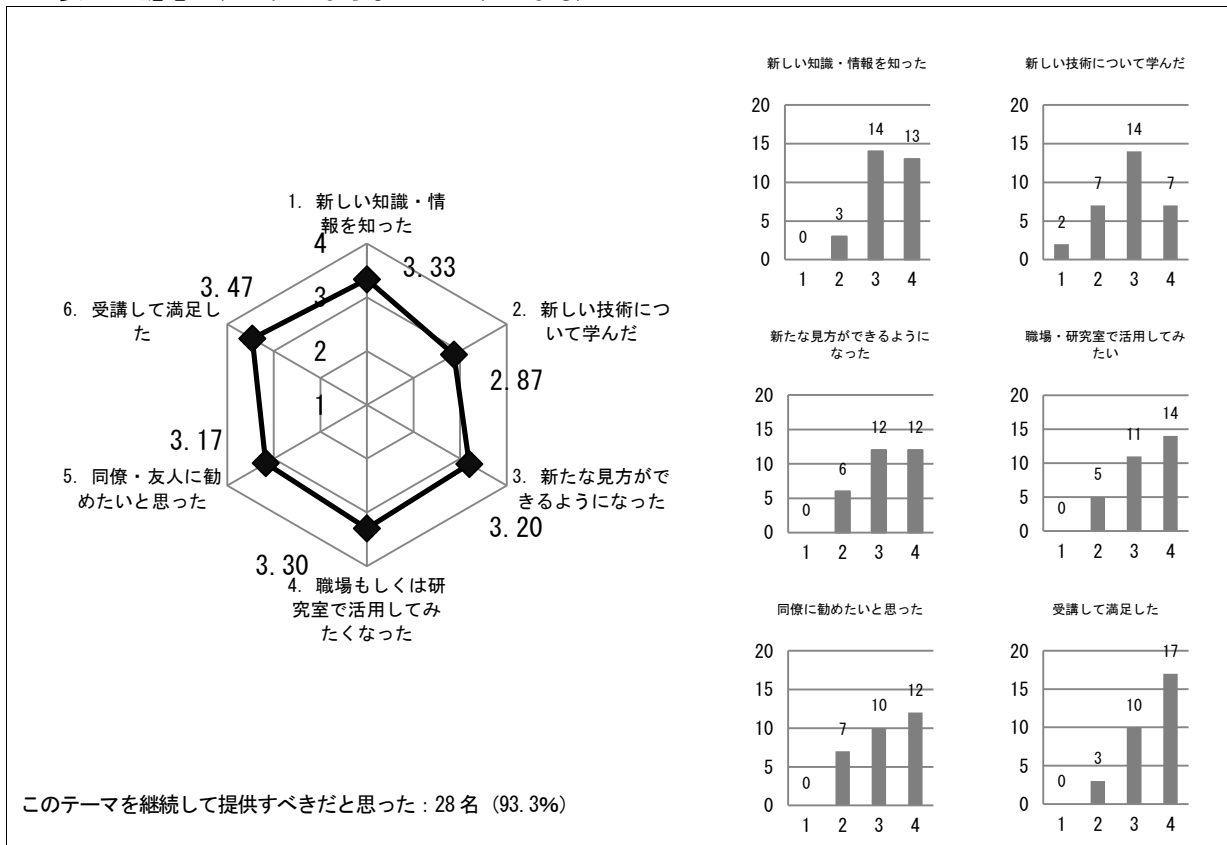 1. 新しい知識・情
報を知った
4
3.33
3.47
3
6. 受講して満足し
た
2. 新しい技術につ
いて学んだ
2
2.87
1
3.17
5. 同僚・友人に勧
めたいと思った
3. 新たな見方がで
きるようになった
3.20
3.30
4. 職場もしくは研
究室で活用してみ
たくなった
このテーマを継続して提供すべきだと思った：28名（93.3%）
新しい知識・情報を知った
20
15
10
5
0
0
3
14
13
1 2 3 4
新しい技術について学んだ
20
15
10
5
0
2
7
14
7
1 2 3 4
新たな見方ができるように
なった
20
15
10
5
0
0
6
12
12
1 2 3 4
職場・研究室で活用してみ
たい
20
15
10
5
0
0
5
11
14
1 2 3 4
同僚に勧めたいと思った
20
15
10
5
0
0
7
10
12
1 2 3 4
受講して満足した
20
15
10
5
0
0
3
10
17
1 2 3 4